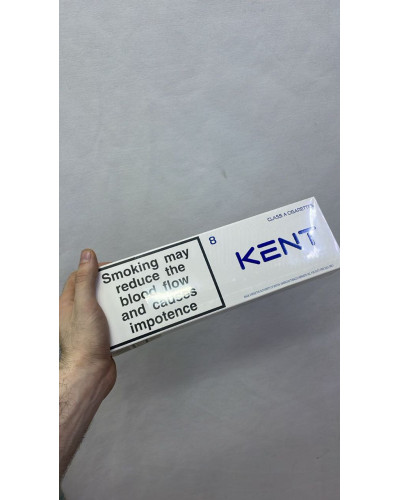 Smoking may
reduce the
blood flow
and causes
impotence
8
CLASS A CIGARETTES
KENT